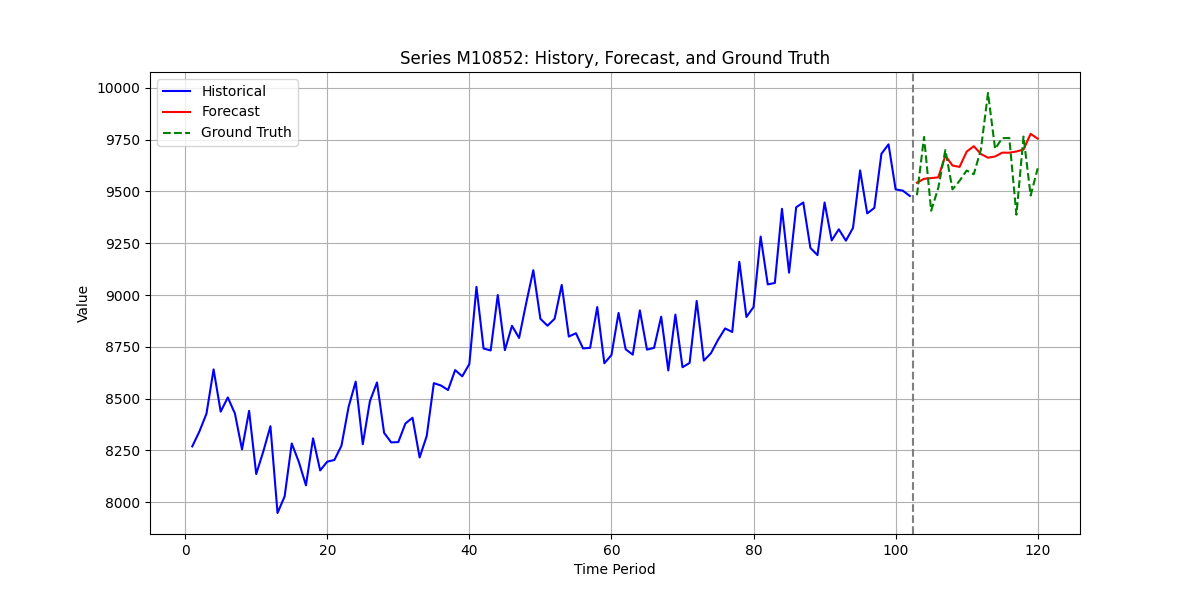 Series M10852: History, Forecast, and Ground Truth
Historical
Forecast
Ground Truth
Value
10000
9750
9500
9250
9000
8750
8500
8250
8000
0 20 40 60 80 100 120
Time Period